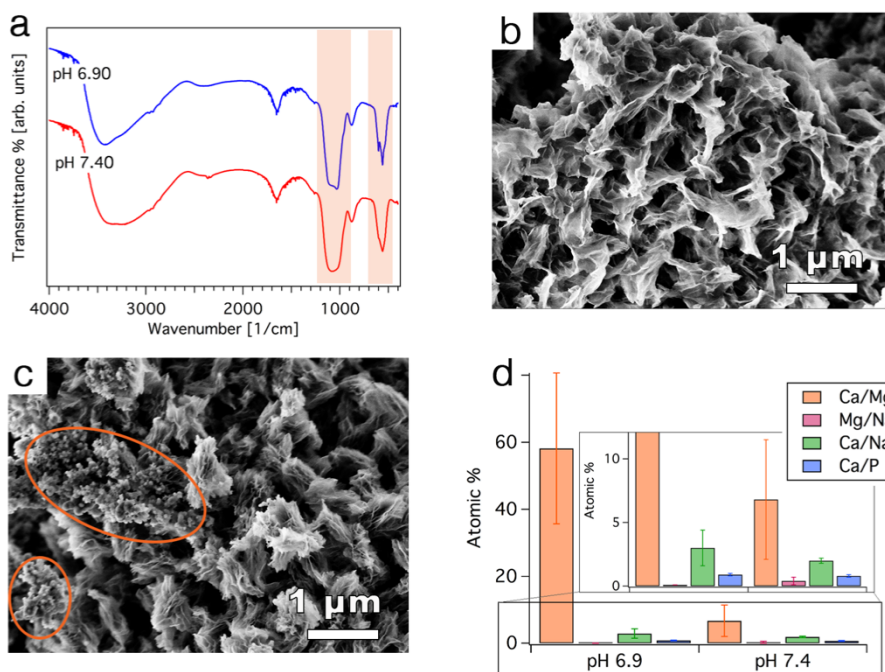 a
pH 6.90
pH 7.40
Transmittance % [arb. units]
4000 3000 2000 1000
Wavenumber [1/cm]
b
1 μm
c
1 μm
d
Ca/Mg
Mg/N
Ca/Na
Ca/P
Atomic %
60
40
20
0
Atomic %
10
5
0
pH 6.9 pH 7.4